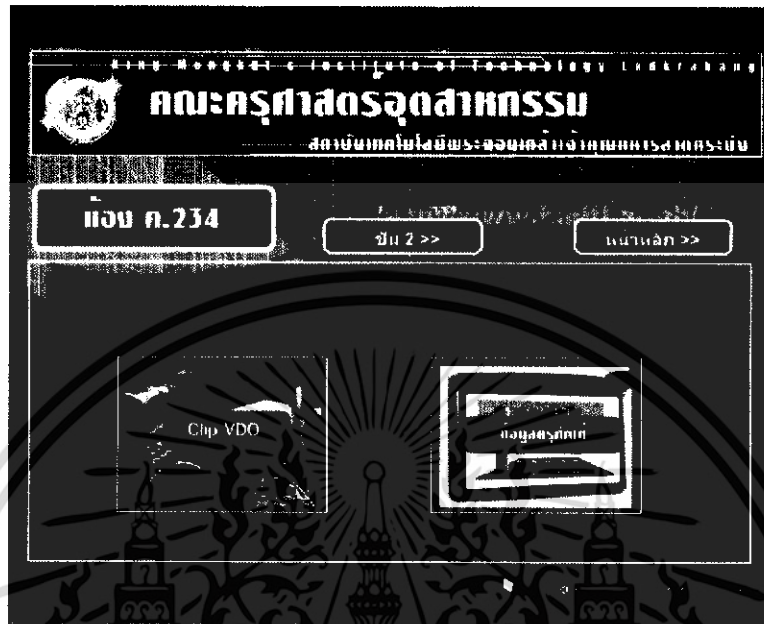 King Mongkut's Institute of Technology Ladkrabang
คณะครุศาสตร์อุตสาหกรรม
สถาบันเทคโนโลยีพระจอมเกล้าเจ้าคุณทหารลาดกระบัง
ห้อง ค.234
ชั้น 2 >>
หน้าหลัก >>
Clip VDO
ข้อมูลครุภัณฑ์